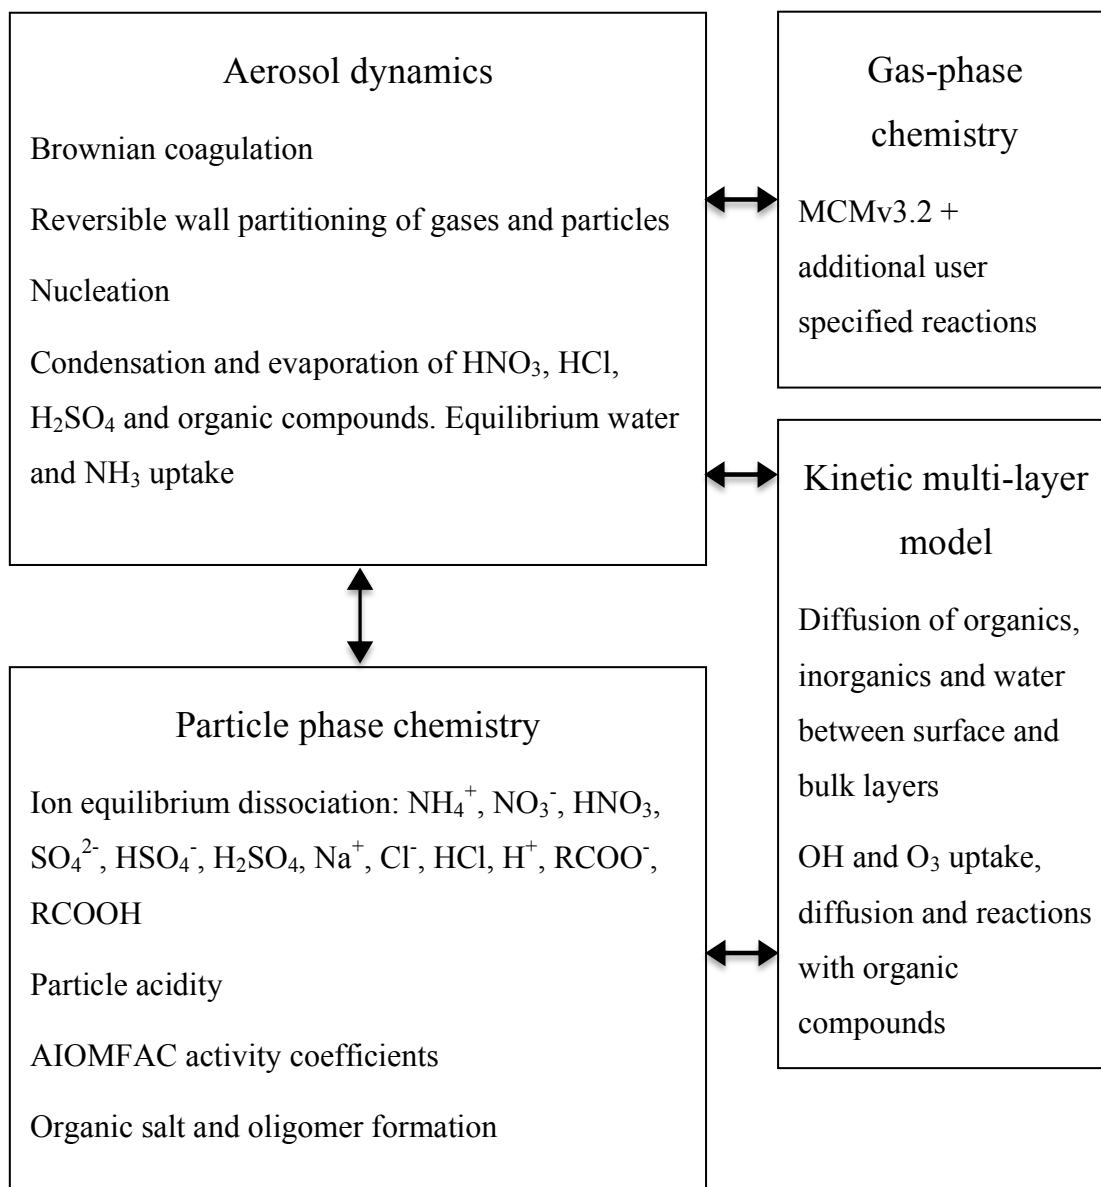 Aerosol dynamics
Brownian coagulation
Reversible wall partitioning of gases and particles
Nucleation
Condensation and evaporation of HNO₃, HCl,
H₂SO₄ and organic compounds. Equilibrium water
and NH₃ uptake
Gas-phase
chemistry
MCMv3.2 +
additional user
specified reactions
Kinetic multi-layer
model
Diffusion of organics,
inorganics and water
between surface and
bulk layers
OH and O₃ uptake,
diffusion and reactions
with organic
compounds
Particle phase chemistry
Ion equilibrium dissociation: NH₄⁺, NO₃⁻, HNO₃,
SO₄²⁻, HSO₄⁻, H₂SO₄, Na⁺, Cl⁻, HCl, H⁺, RCOO⁻,
RCOOH
Particle acidity
AIOMFAC activity coefficients
Organic salt and oligomer formation